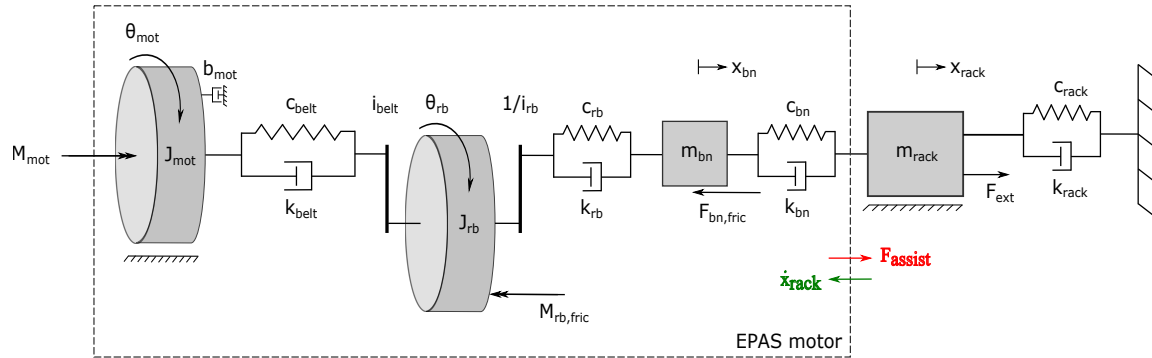 θmot
bmot
xbn
xrack
cbelt
ibelt
θrb
1/irb
crb
cbn
crack
Mmot
Jmot
mbn
mrack
kbelt
Jrb
krb
Fbn,fric
kbn
Fext
krack
Fassist
ẋrack
Mrb,fric
EPAS motor